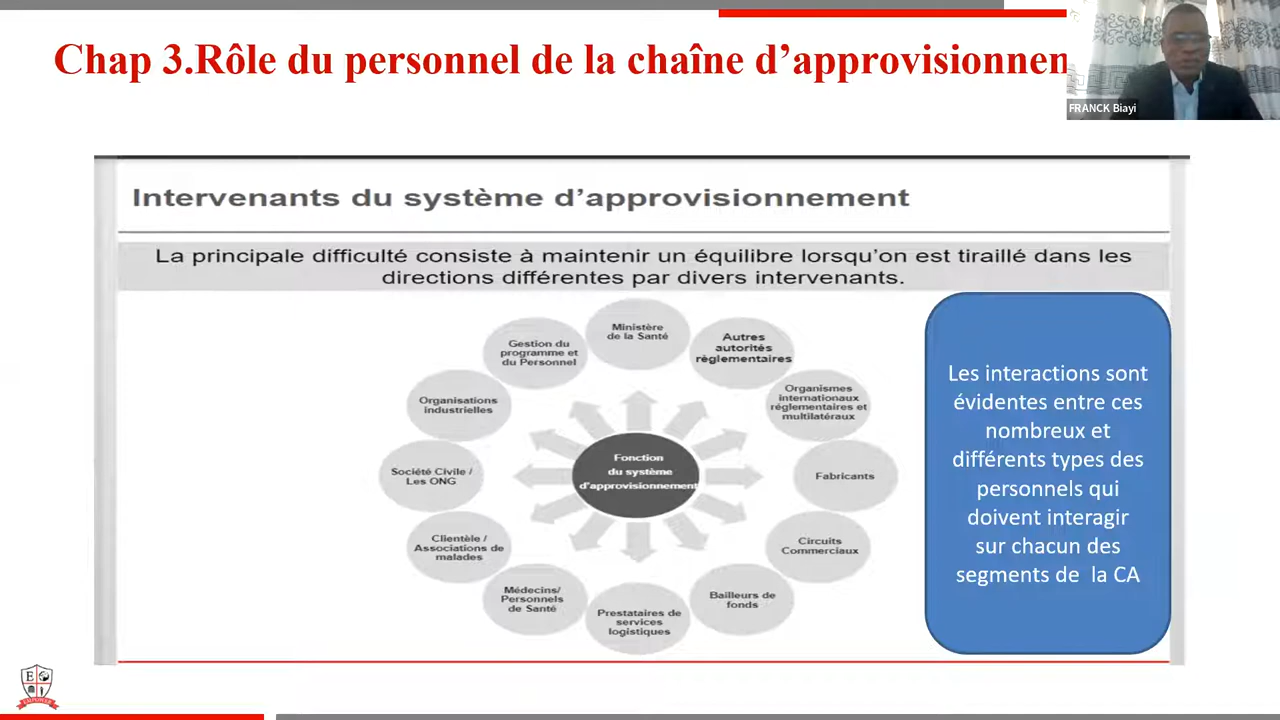 Chap 3.Rôle du personnel de la chaîne d'approvisionnem
FRANCK Biayi
Intervenants du système d'approvisionnement
La principale difficulté consiste à maintenir un équilibre lorsqu'on est tiraillé dans les
directions différentes par divers intervenants.
Ministère
de la Santé
Autres
autorités
règlementaires
Organismes
internationaux
réglementaires et
multilatéraux
Fabricants
Circuits
Commerciaux
Bailleurs de
fonds
Prestataires de
services
logistiques
Médecins/
Personnels
de Santé
Clientèle /
Associations de
malades
Société Civile /
Les ONG
Organisations
industrielles
Gestion du
programme et
du Personnel
Fonction
du système
d'approvisionnement
Les interactions sont
évidentes entre ces
nombreux et
différents types des
personnels qui
doivent interagir
sur chacun des
segments de la CA
E